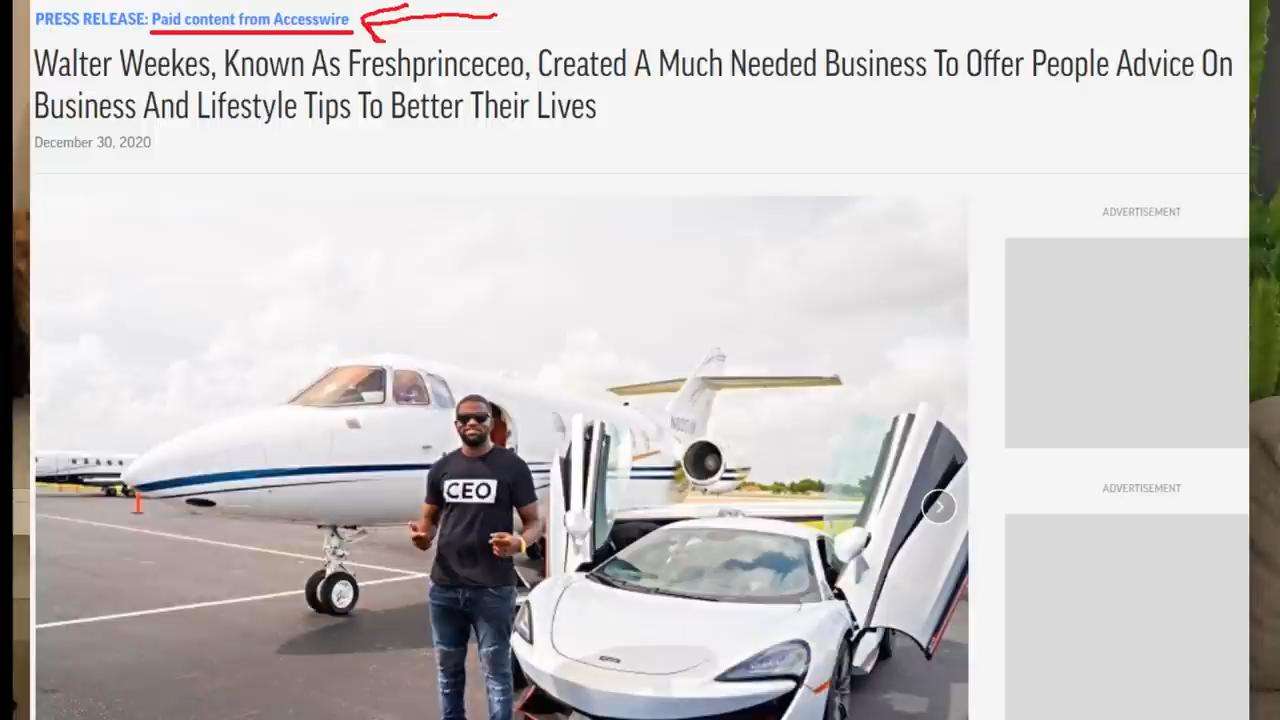 PRESS RELEASE: Paid content from Accesswire
Walter Weekes, Known As Freshprinceceo, Created A Much Needed Business To Offer People Advice On
Business And Lifestyle Tips To Better Their Lives
December 30, 2020
ADVERTISEMENT
CEO
ADVERTISEMENT